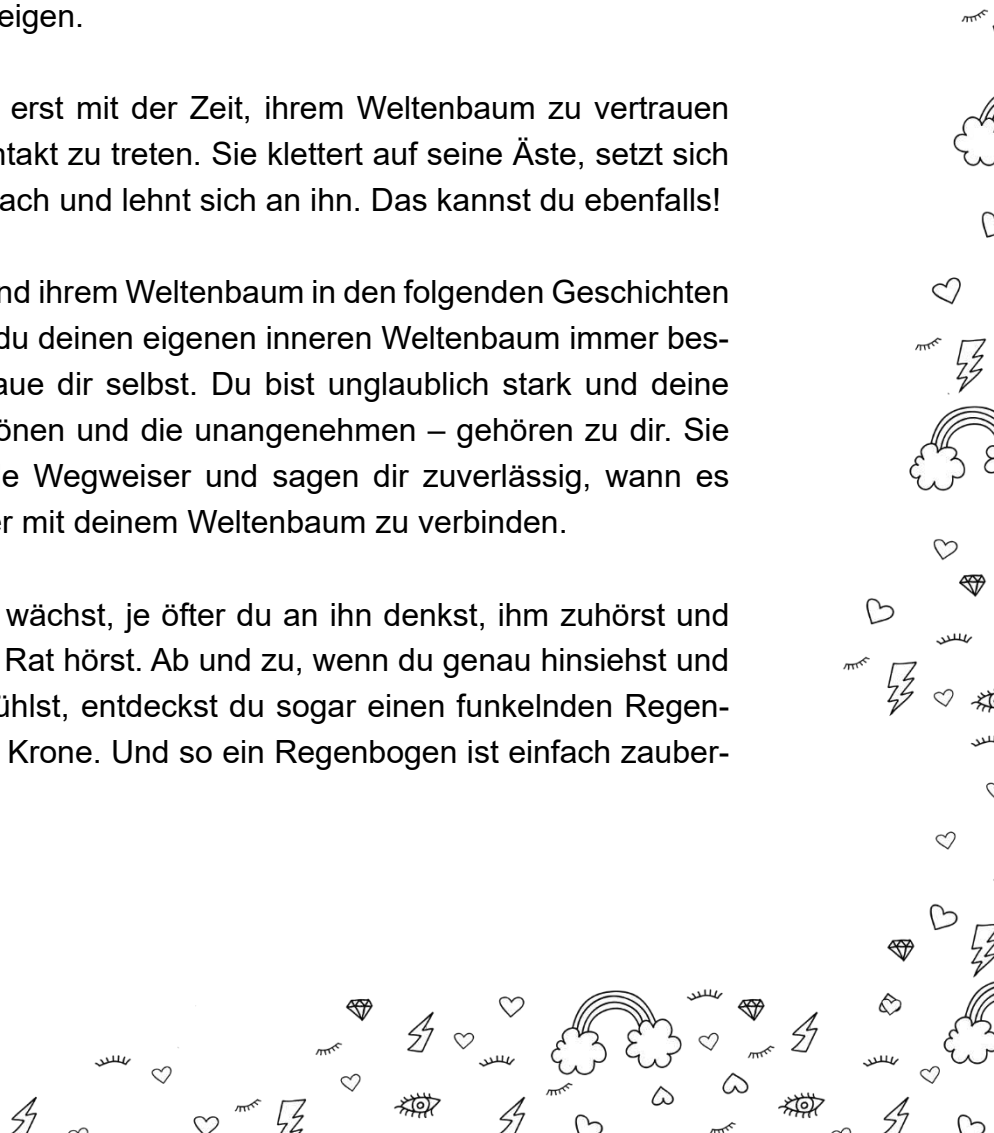 eigen.
erst mit der Zeit, ihrem Weltenbaum zu vertrauen
ntakt zu treten. Sie klettert auf seine Äste, setzt sich
ach und lehnt sich an ihn. Das kannst du ebenfalls!
nd ihrem Weltenbaum in den folgenden Geschichten
du deinen eigenen inneren Weltenbaum immer bes-
aue dir selbst. Du bist unglaublich stark und deine
önen und die unangenehmen – gehören zu dir. Sie
e Wegweiser und sagen dir zuverlässig, wann es
er mit deinem Weltenbaum zu verbinden.
wächst, je öfter du an ihn denkst, ihm zuhörst und
Rat hörst. Ab und zu, wenn du genau hinsiehst und
ühlst, entdeckst du sogar einen funkelnden Regen-
Krone. Und so ein Regenbogen ist einfach zauber-